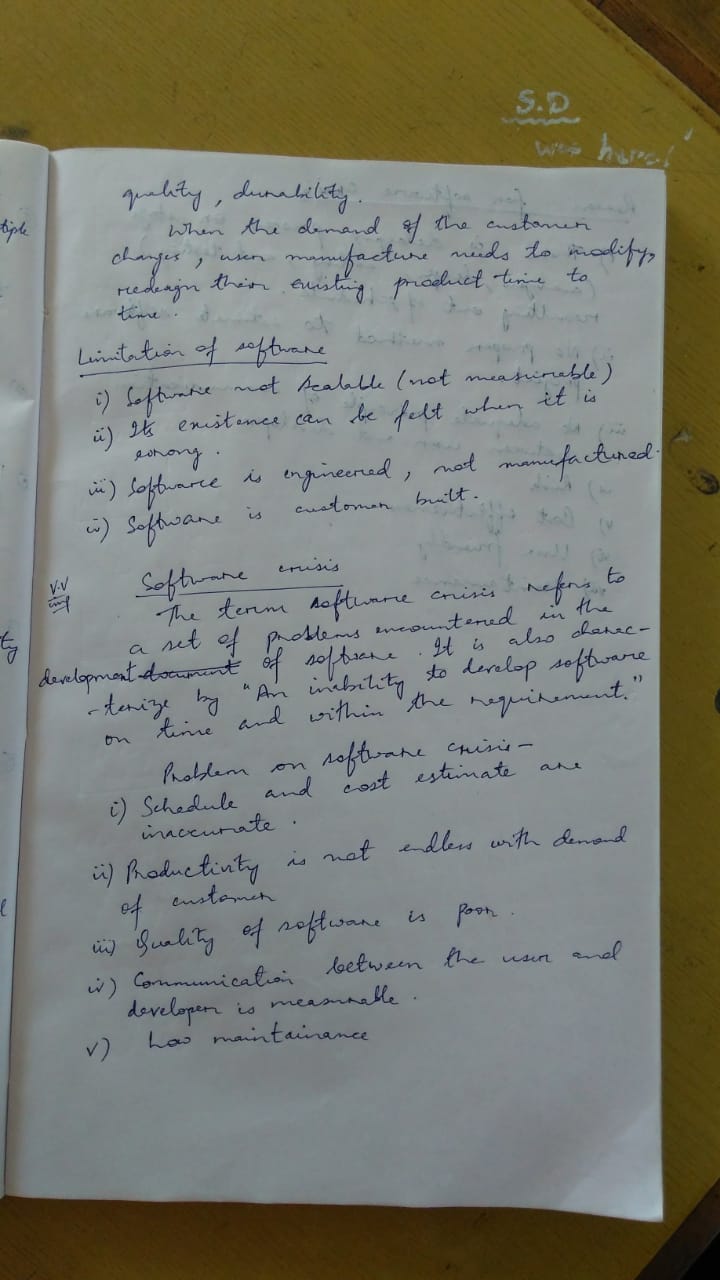 S.D
was here!
tiple
quality, durability.
When the demand of the customer
changes, user manufacture needs to modify,
redeagn their existing product time to
time.
Limitation of software
i) Software not scalable (not measurable)
ii) Its existence can be felt when it is
wrong.
iii) Software is engineered, not manufactured.
iv) Software is customer built.
V.V
imp
Software crisis
The term software crisis refers to
a set of problems encountered in the
development document of softsare. It is also charac-
-terize by "An inability to develop software
on time and within the requirement."
Problem on software crisis-
i) Schedule and cost estimate are
inaccurate.
ii) Productivity is not endless with demand
of customer
iii) Quality of software is poor.
iv) Communication between the user and
developer is measurable.
v) Low maintainance
ty
l